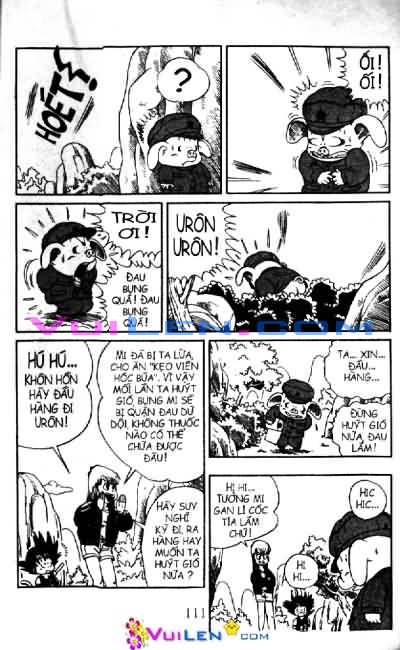 HOÉT!
?
ỐI!
ỐI!
TRỜI
ƠI!
ĐAU
BỤNG
QUÁ! ĐAU
BỤNG
QUÁ!
URÔN
URÔN!
VuiLen.com
HỨ HÚ...
KHÔN HỒN
HÃY ĐẦU
HÀNG ĐI
URÔN!
MI ĐÃ BỊ TA LỪA,
CHO ĂN "KẸO VIÊN
HỐC BÚA". VÌ VẬY
MỖI LẦN TA HUÝT
GIÓ, BỤNG MI SẼ
BỊ QUẶN ĐAU DỮ
DỘI, KHÔNG THUỐC
NÀO CÓ THỂ
CHỮA ĐƯỢC
ĐÂU!
HÃY SUY
NGHĨ
KỸ ĐI, RA
HÀNG HAY
MUỐN TA
HUÝT GIÓ
NỮA?
TA... XIN...
ĐẦU...
HÀNG...
ĐỪNG
HUÝT GIÓ
NỮA, ĐAU
LẮM!
HI HI...
TƯỞNG MI
GAN LÌ CÓC
TÍA LẮM
CHỨ!
HIC
HIC...
HI
HI...
111
VuiLen.com